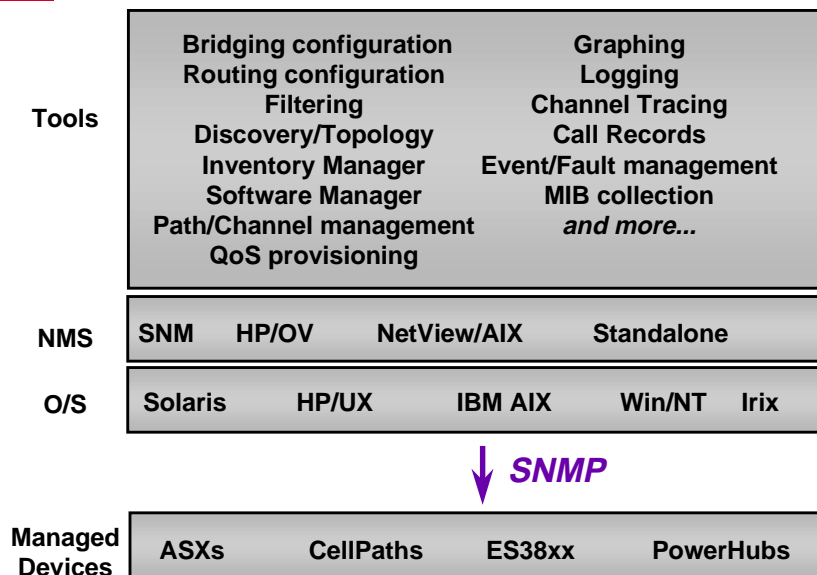 Tools
Bridging configuration
Routing configuration
Filtering
Discovery/Topology
Inventory Manager
Software Manager
Path/Channel management
QoS provisioning
Graphing
Logging
Channel Tracing
Call Records
Event/Fault management
MIB collection
and more...
NMS
SNM HP/OV NetView/AIX Standalone
O/S
Solaris HP/UX IBM AIX Win/NT Irix
SNMP
Managed
Devices
ASXs CellPaths ES38xx PowerHubs